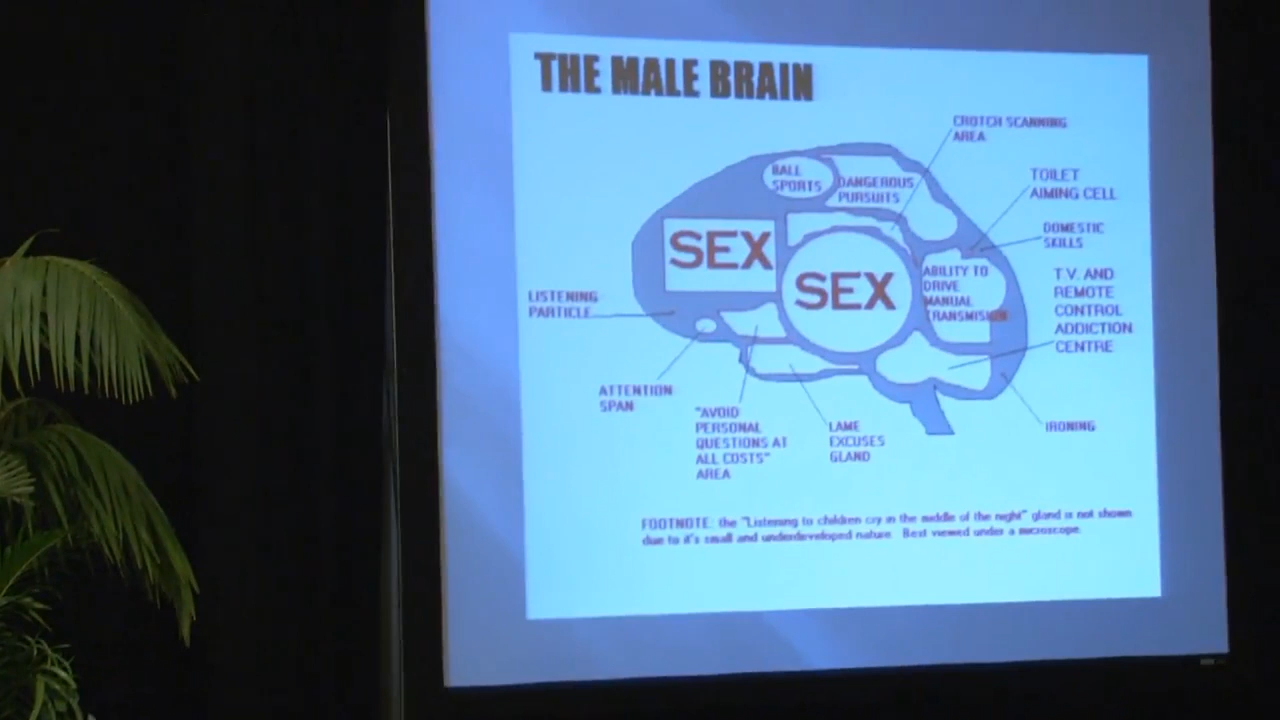 THE MALE BRAIN
CROTCH SCANNING
AREA
BALL
SPORTS
DANGEROUS
PURSUITS
TOILET
AIMING CELL
DOMESTIC
SKILLS
SEX
SEX
ABILITY TO
DRIVE
MANUAL
TRANSMISION
T.V. AND
REMOTE
CONTROL
ADDICTION
CENTRE
LISTENING
PARTICLE
ATTENTION
SPAN
"AVOID
PERSONAL
QUESTIONS AT
ALL COSTS"
AREA
LAME
EXCUSES
GLAND
IRONING
FOOTNOTE: the "Listening to children cry in the middle of the night" gland is not shown
due to it's small and underdeveloped nature. Best viewed under a microscope.